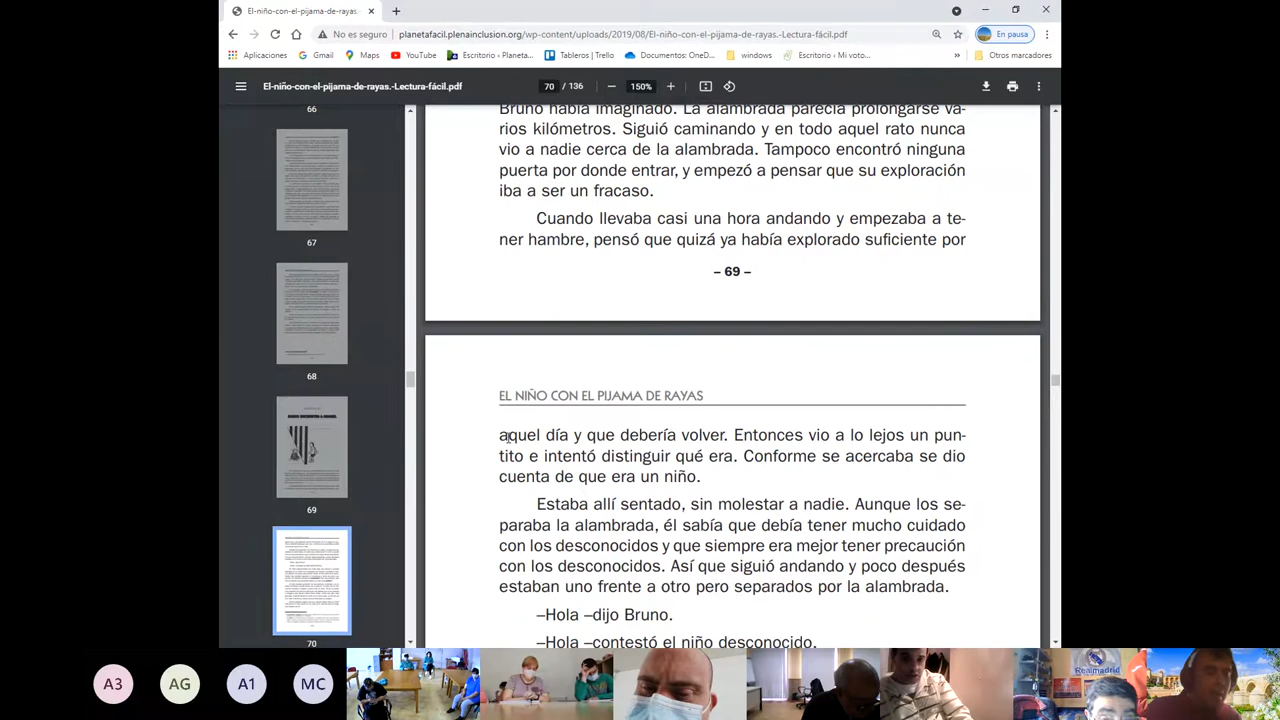 El-niño-con-el-pijama-de-rayas.-
No es seguro
planetafacil.plenainclusion.org/wp-content/uploads/2019/08/El-niño-con-el-pijama-de-rayas.-Lectura-fácil.pdf
En pausa
Aplicaciones
Gmail
Maps
YouTube
Escritorio (Planeta...
Tableros | Trello
Documentos: OneD...
windows
Escritorio (Mi voto...
»
Otros marcadores
El-niño-con-el-pijama-de-rayas.-Lectura-fácil.pdf
70 / 136
150%
66
67
68
69
70
Bruno había imaginado. La alambrada parecía prolongarse va-
rios kilómetros. Siguió caminando y en todo aquel rato nunca
vio a nadie cerca de la alambrada. Tampoco encontró ninguna
puerta por donde entrar, y empezó a pensar que su exploración
iba a ser un fracaso.
Cuando llevaba casi una hora andando y empezaba a te-
ner hambre, pensó que quizá ya había explorado suficiente por
– 69 –
EL NIÑO CON EL PIJAMA DE RAYAS
aquel día y que debería volver. Entonces vio a lo lejos un pun-
tito e intentó distinguir qué era. Conforme se acercaba se dio
cuenta de que era un niño.
Estaba allí sentado, sin molestar a nadie. Aunque los se-
paraba la alambrada, él sabía que debía tener mucho cuidado
con los desconocidos y que siempre había que tener precaución
con los desconocidos. Así que siguió andando y poco después
estaban uno frente a otro, pero separados por la alambrada.
–Hola –dijo Bruno.
–Hola –contestó el niño desconocido.
A3
AG
A1
MC
Realmadrid